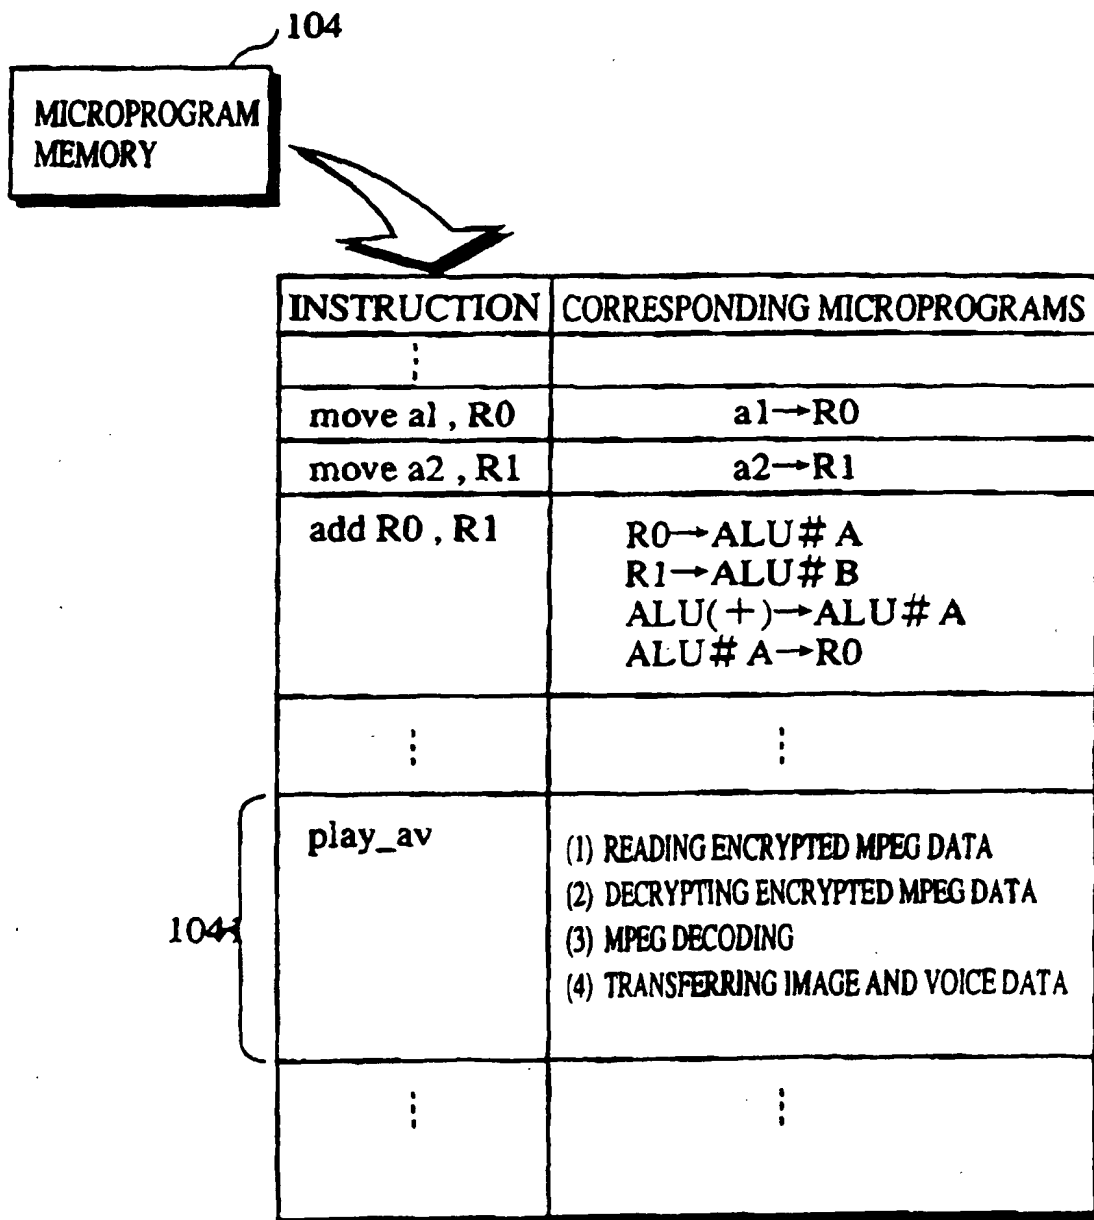 104
MICROPROGRAM
MEMORY
INSTRUCTION CORRESPONDING MICROPROGRAMS
move a1 , R0 a1→R0
move a2 , R1 a2→R1
add R0 , R1 R0→ALU# A
R1→ALU# B
ALU(+)→ALU# A
ALU# A→R0
play_av
(1) READING ENCRYPTED MPEG DATA
(2) DECRYPTING ENCRYPTED MPEG DATA
1041
(3) MPEG DECODING
(4) TRANSFERRING IMAGE AND VOICE DATA